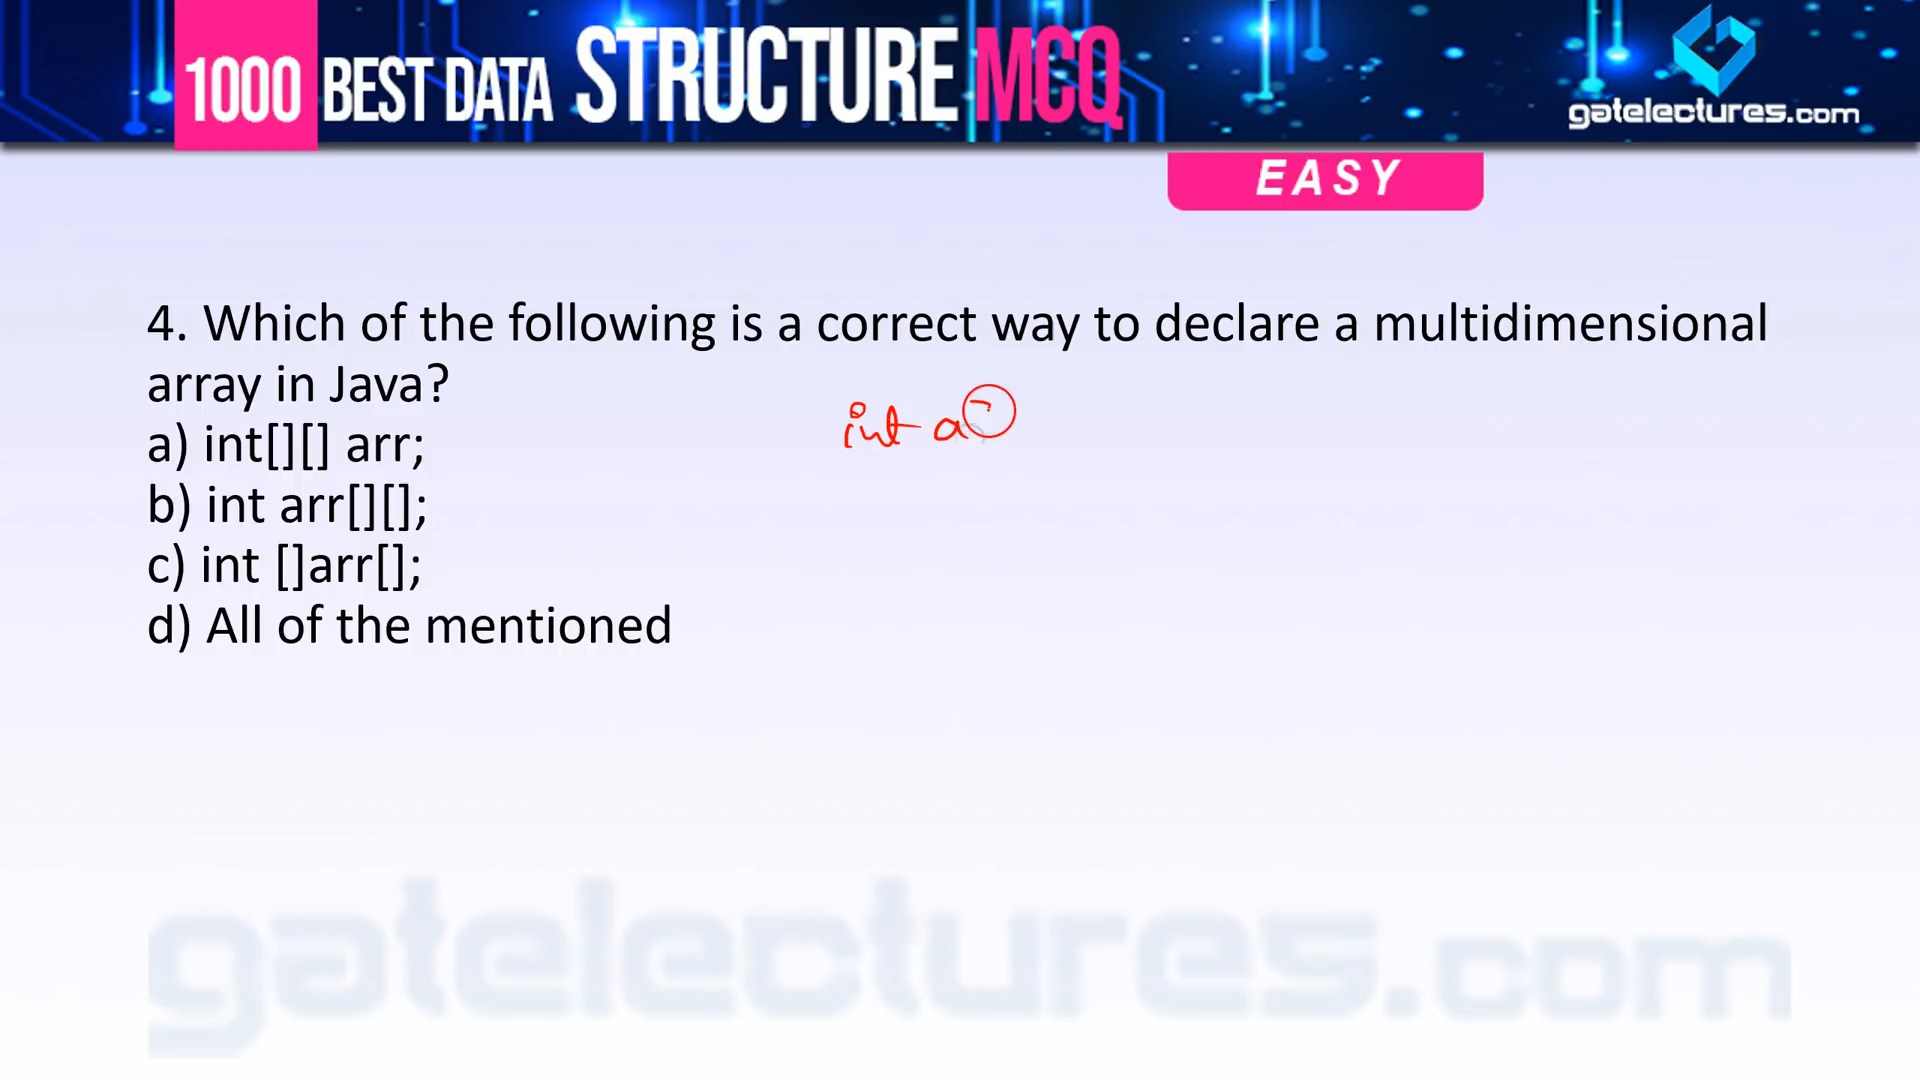 1000 BEST DATA STRUCTURE MCQ
gatelectures.com
EASY
4. Which of the following is a correct way to declare a multidimensional
array in Java?
int a
a) int[][] arr;
b) int arr[][];
c) int []arr[];
d) All of the mentioned
gatelectures.com